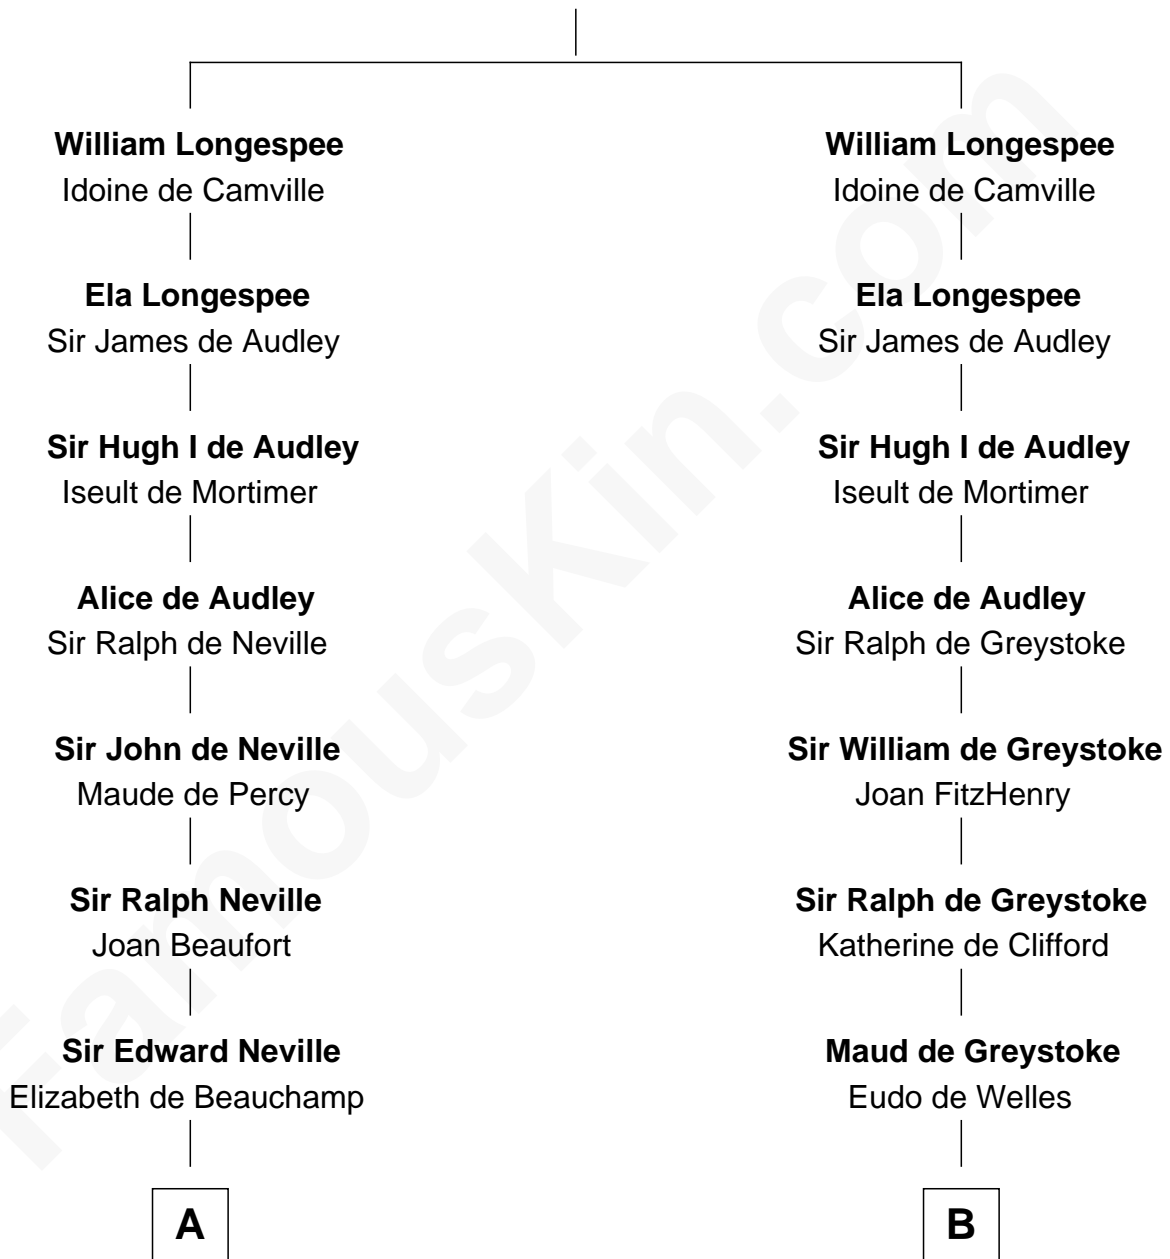 William Longespee
Idoine de Camville
Ela Longespee
Sir James de Audley
Sir Hugh I de Audley
Iseult de Mortimer
Alice de Audley
Sir Ralph de Neville
Sir John de Neville
Maude de Percy
Sir Ralph Neville
Joan Beaufort
Sir Edward Neville
Elizabeth de Beauchamp
A
William Longespee
Idoine de Camville
Ela Longespee
Sir James de Audley
Sir Hugh I de Audley
Iseult de Mortimer
Alice de Audley
Sir Ralph de Greystoke
Sir William de Greystoke
Joan FitzHenry
Sir Ralph de Greystoke
Katherine de Clifford
Maud de Greystoke
Eudo de Welles
B
FamousKin.com